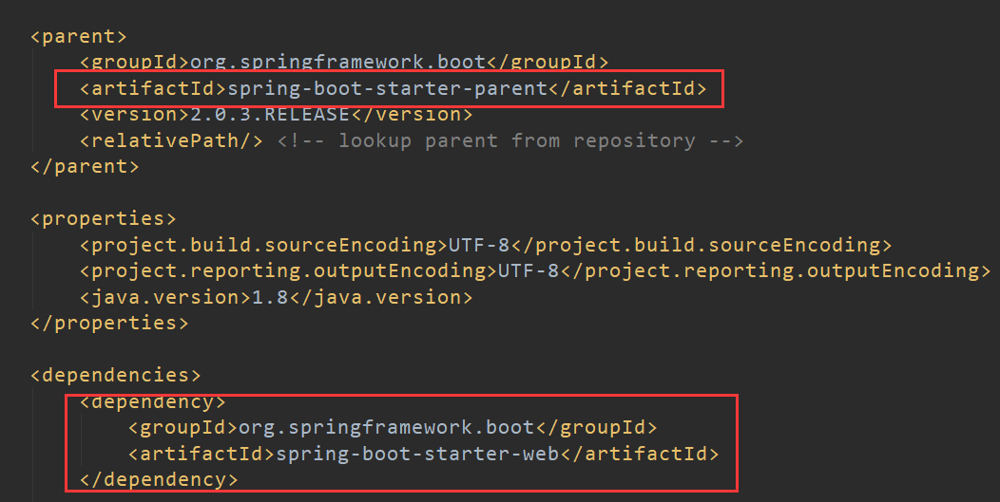 <parent>
<groupId>org.springframework.boot</groupId>
<artifactId>spring-boot-starter-parent</artifactId>
<version>2.0.3.RELEASE</version>
<relativePath/> <!-- lookup parent from repository -->
</parent>
<properties>
<project.build.sourceEncoding>UTF-8</project.build.sourceEncoding>
<project.reporting.outputEncoding>UTF-8</project.reporting.outputEncoding>
<java.version>1.8</java.version>
</properties>
<dependencies>
<dependency>
<groupId>org.springframework.boot</groupId>
<artifactId>spring-boot-starter-web</artifactId>
</dependency>